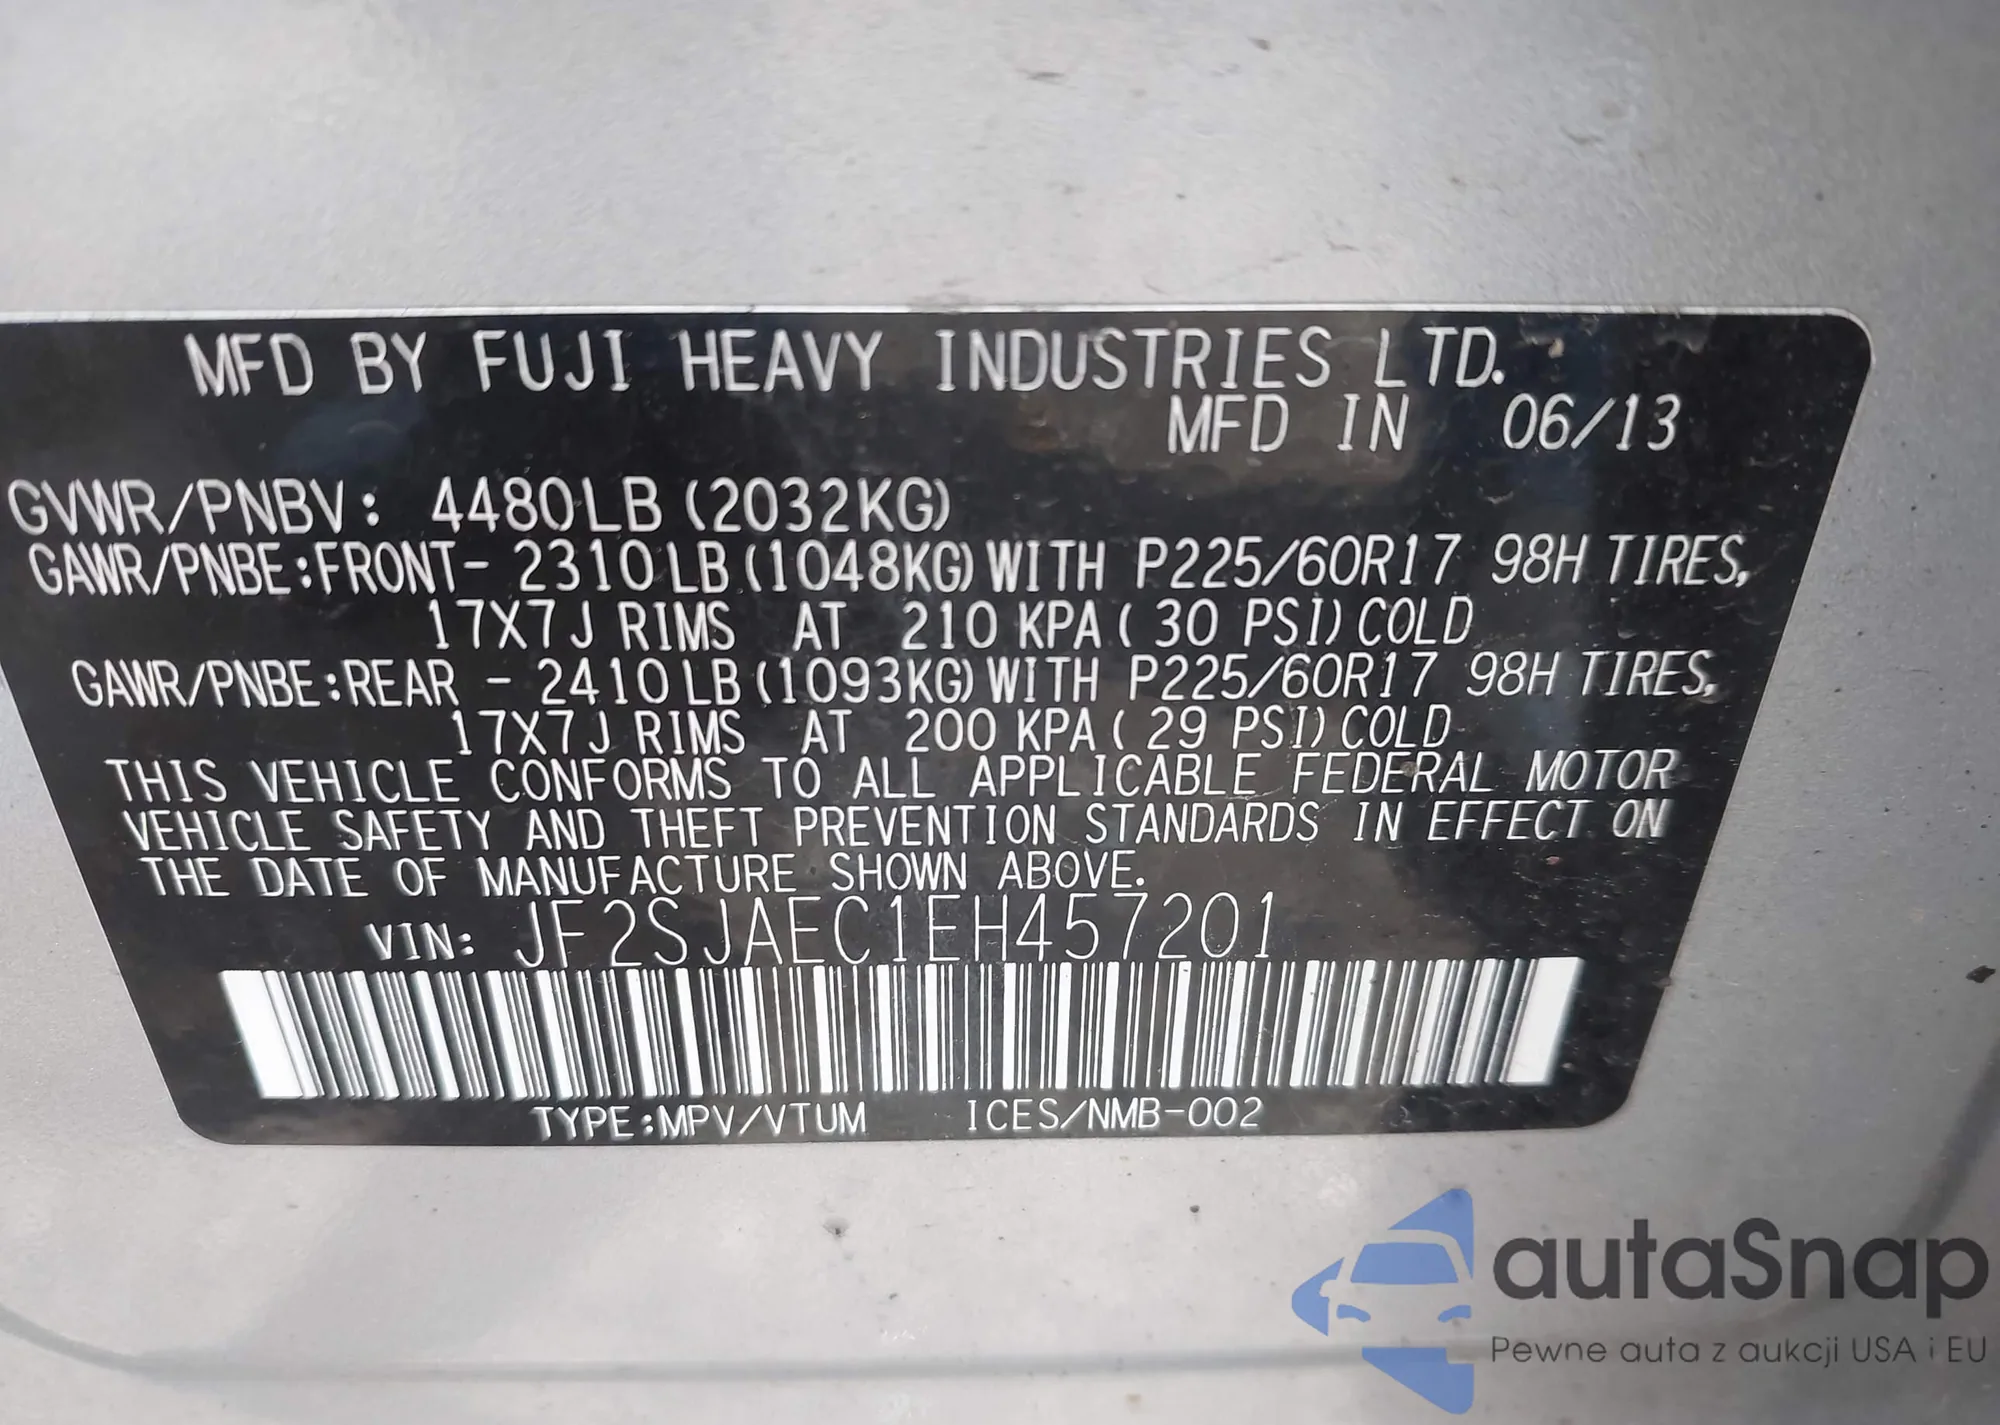 MFD BY FUJI HEAVY INDUSTRIES LTD.
MFD IN 06/13
GVWR/PNBV: 4480LB (2032KG)
GAWR/PNBE:FRONT- 2310LB (1048KG) WITH P225/60R17 98H TIRES,
17X7J RIMS AT 210 KPA ( 30 PSI) COLD
GAWR/PNBE:REAR - 2410LB (1093KG) WITH P225/60R17 98H TIRES,
17X7J RIMS AT 200 KPA ( 29 PSI) COLD
THIS VEHICLE CONFORMS TO ALL APPLICABLE FEDERAL MOTOR
VEHICLE SAFETY AND THEFT PREVENTION STANDARDS IN EFFECT ON
THE DATE OF MANUFACTURE SHOWN ABOVE.
VIN: JF2SJAEC1EH457201
TYPE:MPV/VTUM ICES/NMB-002
autaSnap
Pewne auta z aukcji USA i EU